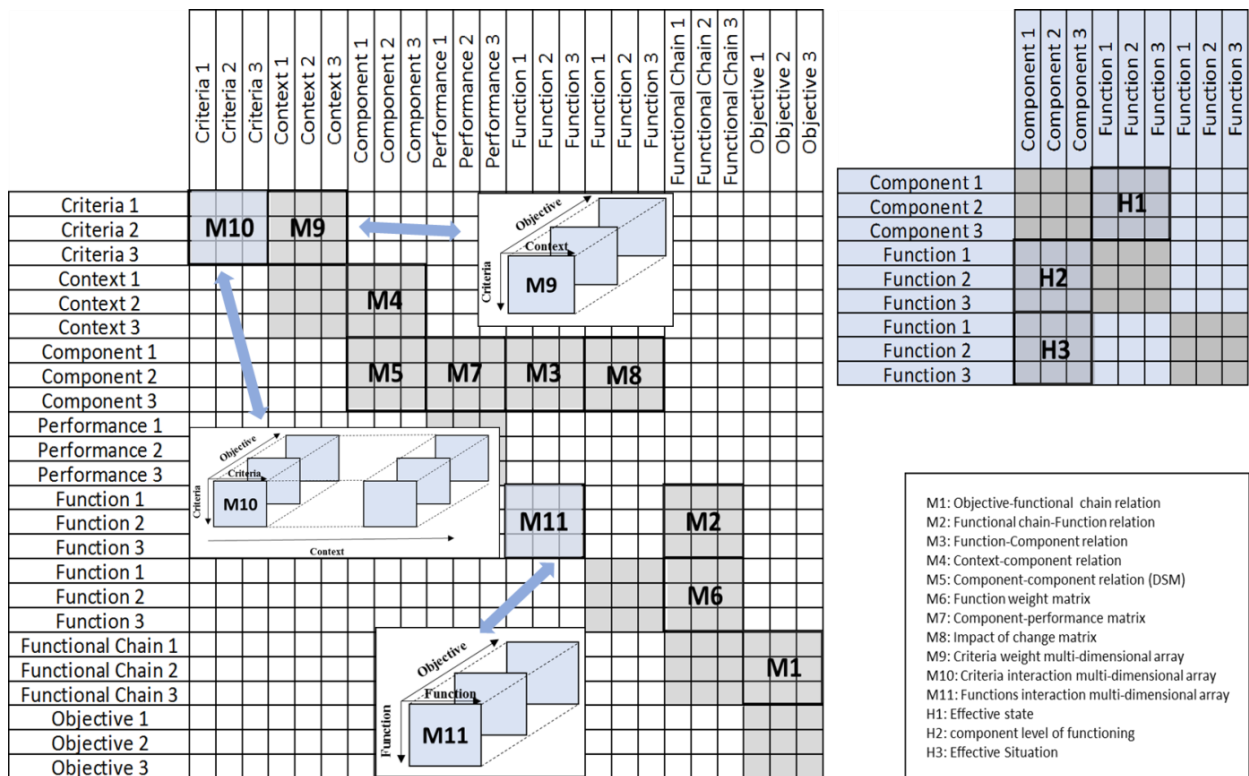 Criteria 1
Criteria 2
Criteria 3
Context 1
Context 2
Context 3
Component 1
Component 2
Component 3
Performance 1
Performance 2
Performance 3
Function 1
Function 2
Function 3
Function 1
Function 2
Function 3
Functional Chain 1
Functional Chain 2
Functional Chain 3
Objective 1
Objective 2
Objective 3
Criteria 1
Criteria 2
Criteria 3
Context 1
Context 2
Context 3
Component 1
Component 2
Component 3
Performance 1
Performance 2
Performance 3
Function 1
Function 2
Function 3
Function 1
Function 2
Function 3
Functional Chain 1
Functional Chain 2
Functional Chain 3
Objective 1
Objective 2
Objective 3
M10
M9
M4
M5
M7
M3
M8
M11
M2
M6
M1
Objective
Context
Criteria
M9
Objective
Criteria
Criteria
M10
Context
Objective
Function
Function
M11
Component 1
Component 2
Component 3
Function 1
Function 2
Function 3
Function 1
Function 2
Function 3
Component 1
Component 2
Component 3
Function 1
Function 2
Function 3
Function 1
Function 2
Function 3
H1
H2
H3
M1: Objective-functional chain relation
M2: Functional chain-Function relation
M3: Function-Component relation
M4: Context-component relation
M5: Component-component relation (DSM)
M6: Function weight matrix
M7: Component-performance matrix
M8: Impact of change matrix
M9: Criteria weight multi-dimensional array
M10: Criteria interaction multi-dimensional array
M11: Functions interaction multi-dimensional array
H1: Effective state
H2: component level of functioning
H3: Effective Situation